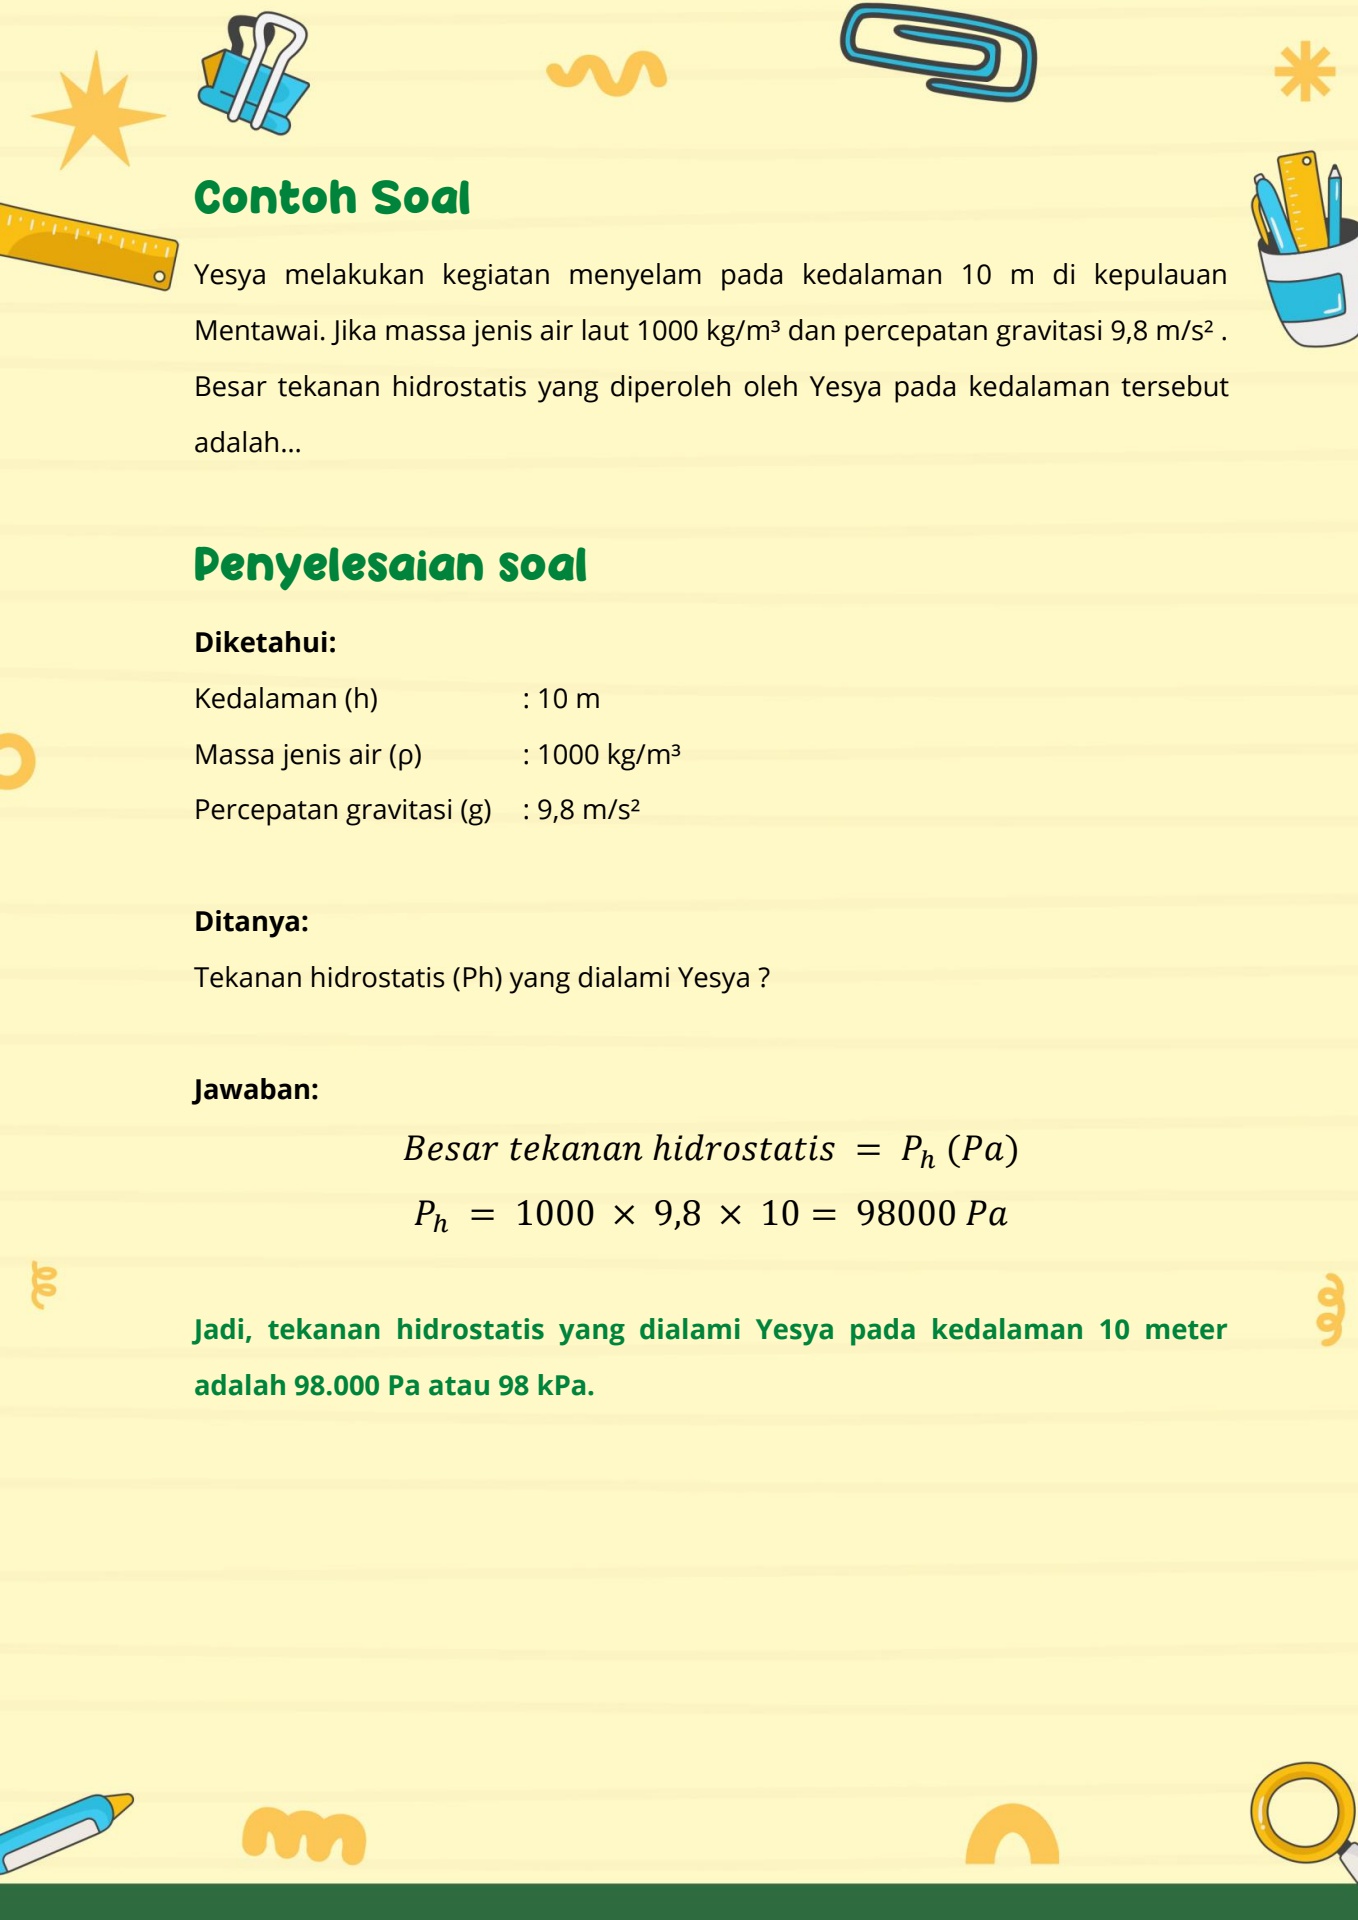 Contoh Soal
Yesya melakukan kegiatan menyelam pada kedalaman 10 m di kepulauan
Mentawai. Jika massa jenis air laut 1000 kg/m³ dan percepatan gravitasi 9,8 m/s² .
Besar tekanan hidrostatis yang diperoleh oleh Yesya pada kedalaman tersebut
adalah...
Penyelesaian soal
Diketahui:
Kedalaman (h) : 10 m
Massa jenis air (ρ) : 1000 kg/m³
Percepatan gravitasi (g) : 9,8 m/s²
Ditanya:
Tekanan hidrostatis (Ph) yang dialami Yesya ?
Jawaban:
Besar tekanan hidrostatis = Pₕ (Pa)
Pₕ = 1000 × 9,8 × 10 = 98000 Pa
Jadi, tekanan hidrostatis yang dialami Yesya pada kedalaman 10 meter
adalah 98.000 Pa atau 98 kPa.